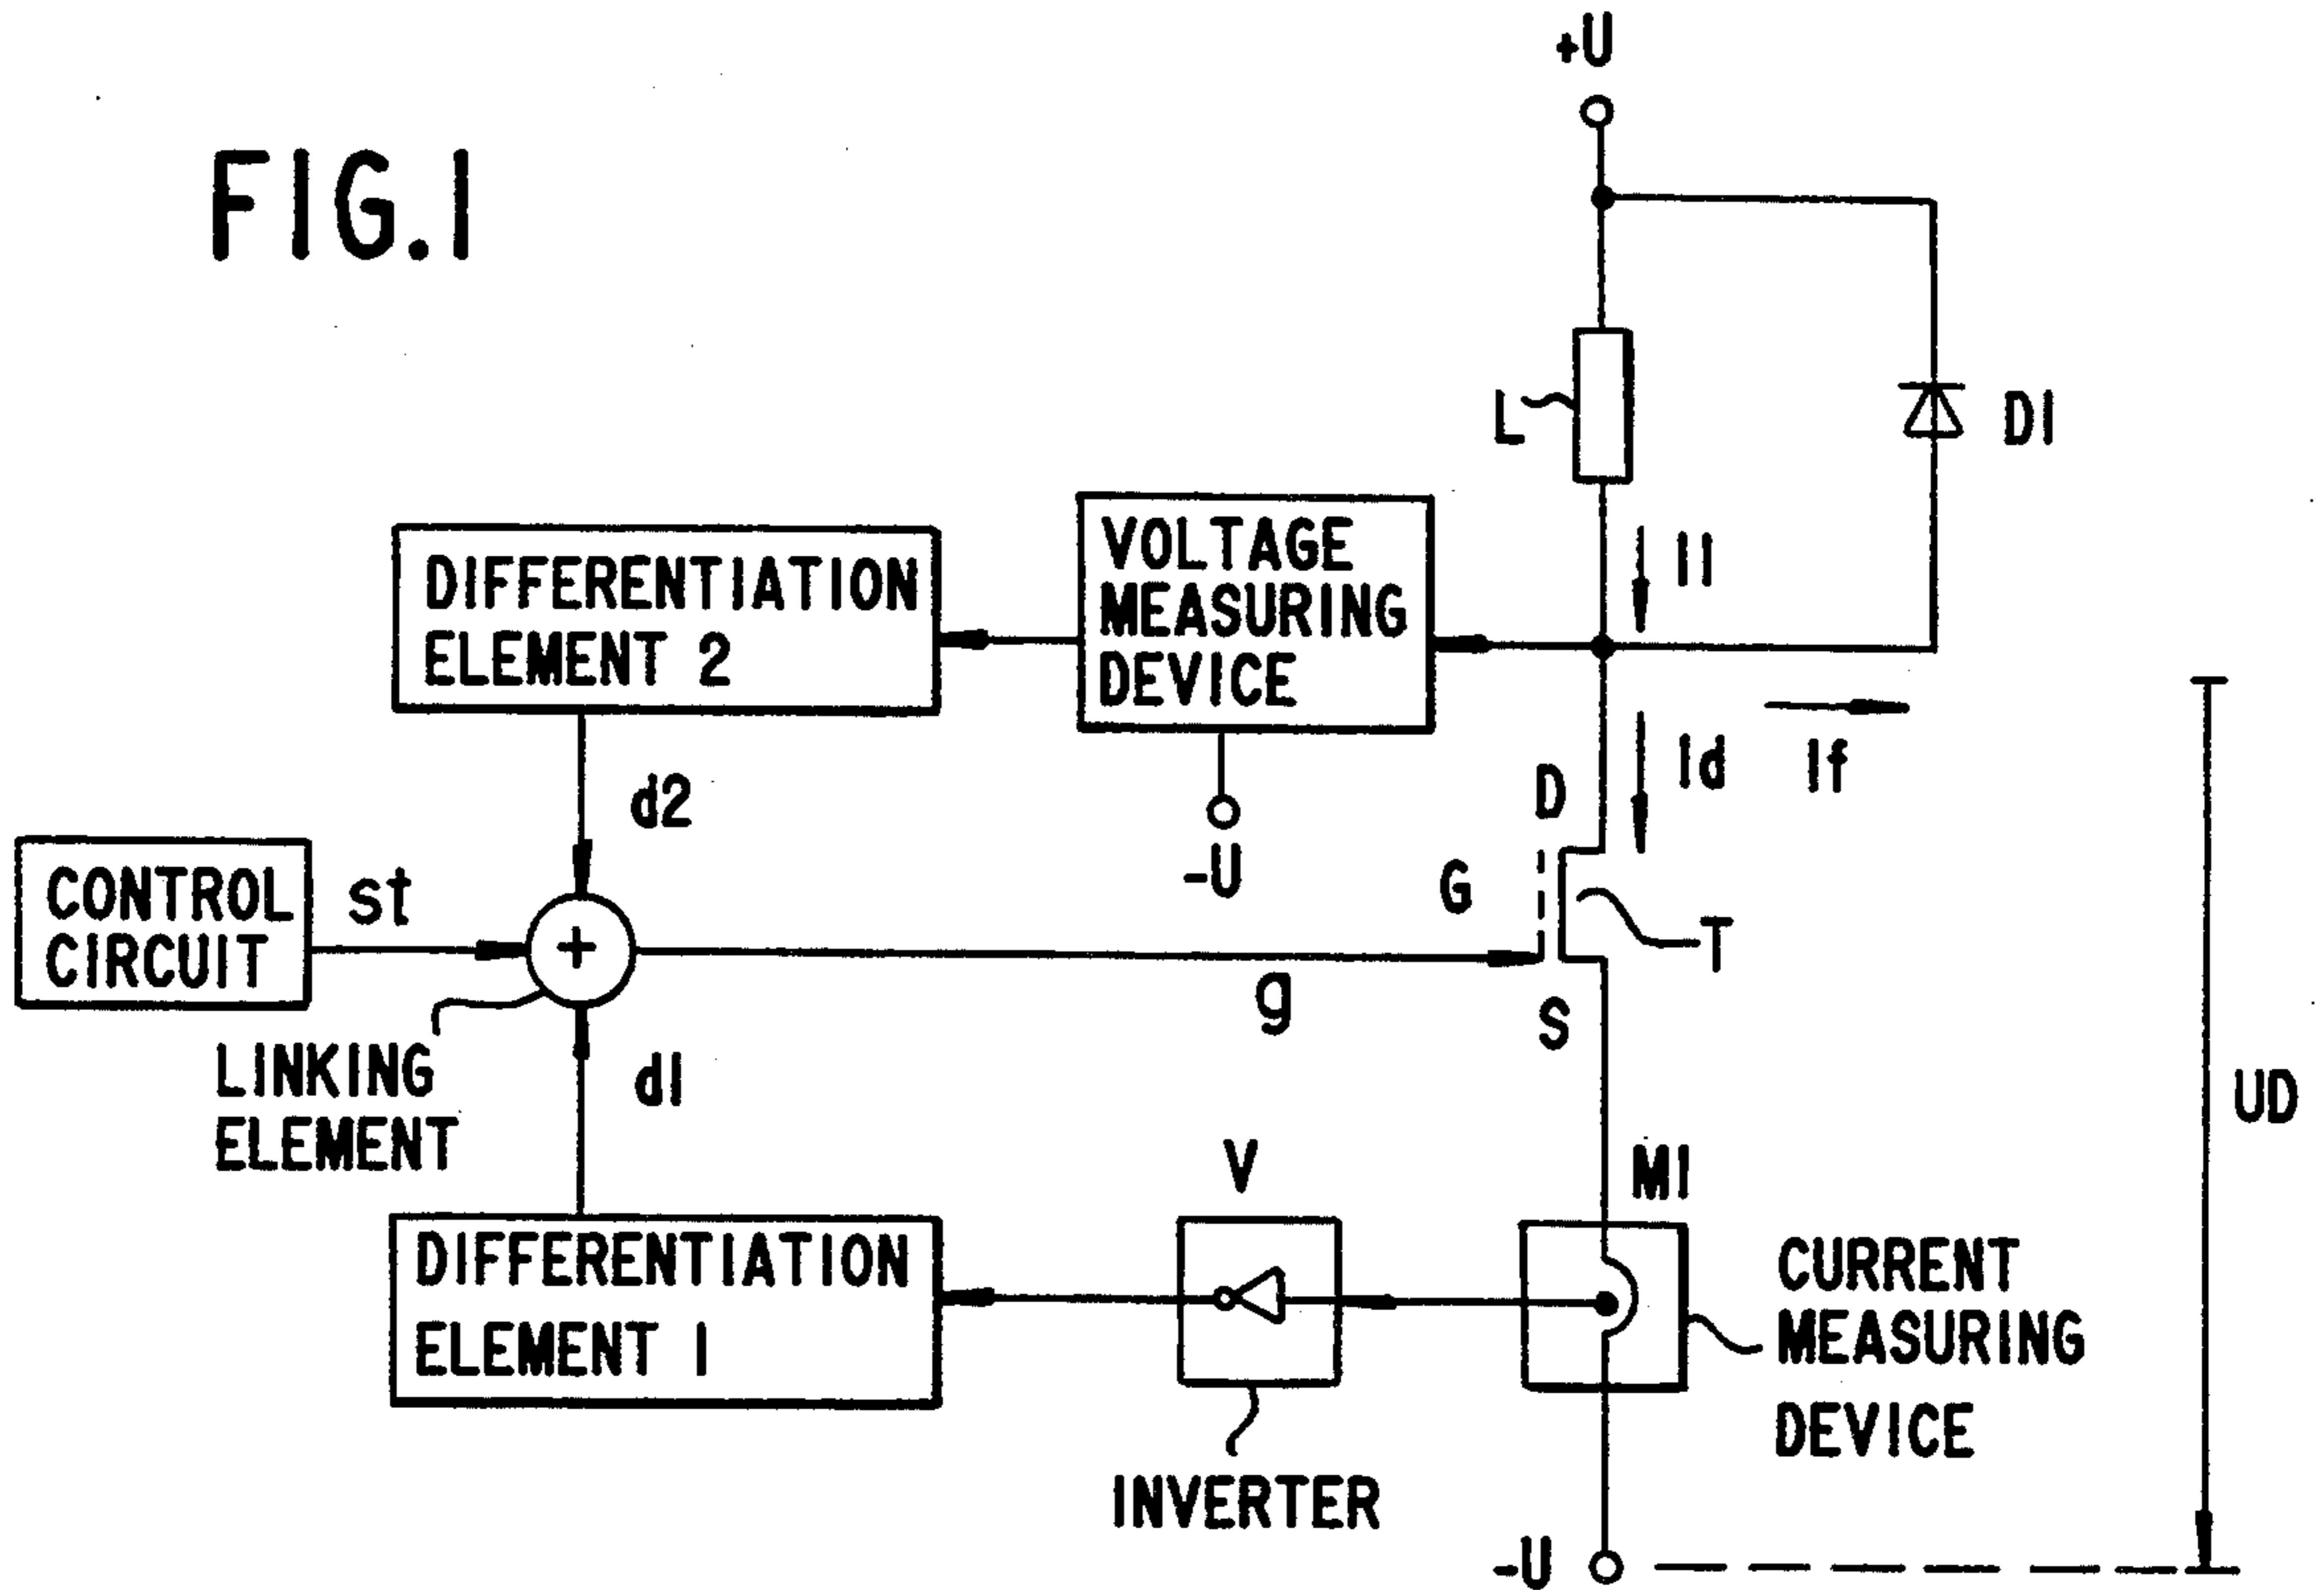 +U
FIG.1
L
D1
VOLTAGE
MEASURING
DEVICE
I1
DIFFERENTIATION
ELEMENT 2
Id
If
d2
D
-U
G
CONTROL
CIRCUIT
st
T
g
S
LINKING
ELEMENT
d1
UD
V
M1
DIFFERENTIATION
ELEMENT 1
CURRENT
MEASURING
DEVICE
INVERTER
-U
+